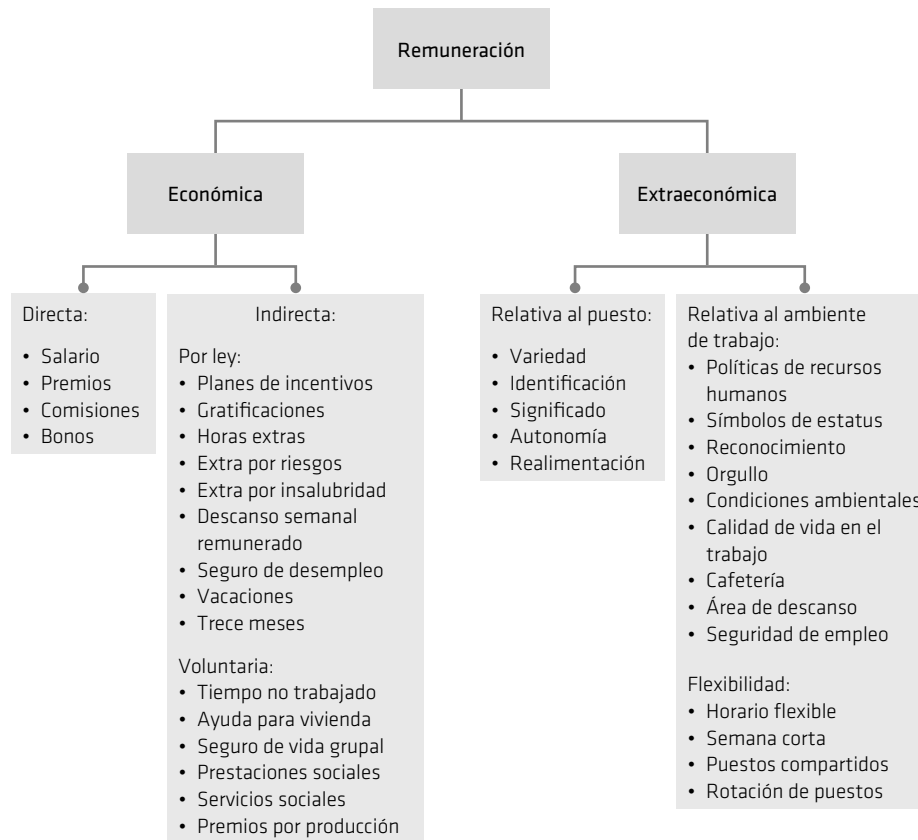 Remuneración
Económica
Extraeconómica
Directa:
• Salario
• Premios
• Comisiones
• Bonos
Indirecta:
Por ley:
• Planes de incentivos
• Gratificaciones
• Horas extras
• Extra por riesgos
• Extra por insalubridad
• Descanso semanal
remunerado
• Seguro de desempleo
• Vacaciones
• Trece meses
Voluntaria:
• Tiempo no trabajado
• Ayuda para vivienda
• Seguro de vida grupal
• Prestaciones sociales
• Servicios sociales
• Premios por producción
Relativa al puesto:
• Variedad
• Identificación
• Significado
• Autonomía
• Realimentación
Relativa al ambiente
de trabajo:
• Políticas de recursos
humanos
• Símbolos de estatus
• Reconocimiento
• Orgullo
• Condiciones ambientales
• Calidad de vida en el
trabajo
• Cafetería
• Área de descanso
• Seguridad de empleo
Flexibilidad:
• Horario flexible
• Semana corta
• Puestos compartidos
• Rotación de puestos